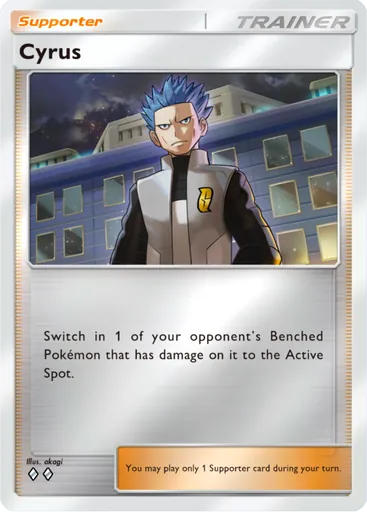 Supporter
TRAINER
Cyrus
Switch in 1 of your opponent's Benched
Pokémon that has damage on it to the Active
Spot.
Illus. akagi
You may play only 1 Supporter card during your turn.